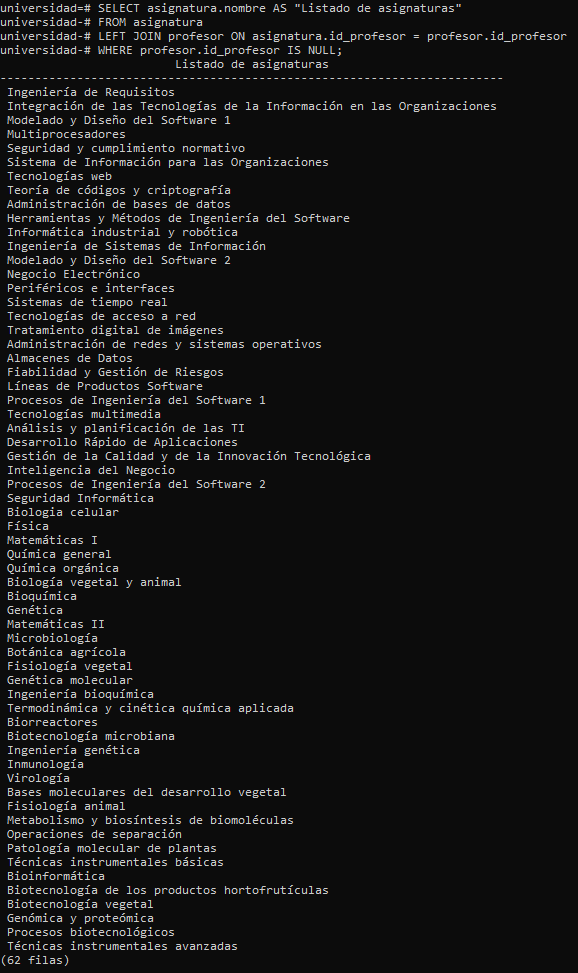 universidad=# SELECT asignatura.nombre AS "Listado de asignaturas"
universidad-# FROM asignatura
universidad-# LEFT JOIN profesor ON asignatura.id_profesor = profesor.id_profesor
universidad-# WHERE profesor.id_profesor IS NULL;
Listado de asignaturas
------------------------------------------------------------------------
Ingeniería de Requisitos
Integración de las Tecnologías de la Información en las Organizaciones
Modelado y Diseño del Software 1
Multiprocesadores
Seguridad y cumplimiento normativo
Sistema de Información para las Organizaciones
Tecnologías web
Teoría de códigos y criptografía
Administración de bases de datos
Herramientas y Métodos de Ingeniería del Software
Informática industrial y robótica
Ingeniería de Sistemas de Información
Modelado y Diseño del Software 2
Negocio Electrónico
Periféricos e interfaces
Sistemas de tiempo real
Tecnologías de acceso a red
Tratamiento digital de imágenes
Administración de redes y sistemas operativos
Almacenes de Datos
Fiabilidad y Gestión de Riesgos
Líneas de Productos Software
Procesos de Ingeniería del Software 1
Tecnologías multimedia
Análisis y planificación de las TI
Desarrollo Rápido de Aplicaciones
Gestión de la Calidad y de la Innovación Tecnológica
Inteligencia del Negocio
Procesos de Ingeniería del Software 2
Seguridad Informática
Biologia celular
Física
Matemáticas I
Química general
Química orgánica
Biología vegetal y animal
Bioquímica
Genética
Matemáticas II
Microbiología
Botánica agrícola
Fisiología vegetal
Genética molecular
Ingeniería bioquímica
Termodinámica y cinética química aplicada
Biorreactores
Biotecnología microbiana
Ingeniería genética
Inmunología
Virología
Bases moleculares del desarrollo vegetal
Fisiología animal
Metabolismo y biosíntesis de biomoléculas
Operaciones de separación
Patología molecular de plantas
Técnicas instrumentales básicas
Bioinformática
Biotecnología de los productos hortofrutículas
Biotecnología vegetal
Genómica y proteómica
Procesos biotecnológicos
Técnicas instrumentales avanzadas
(62 filas)